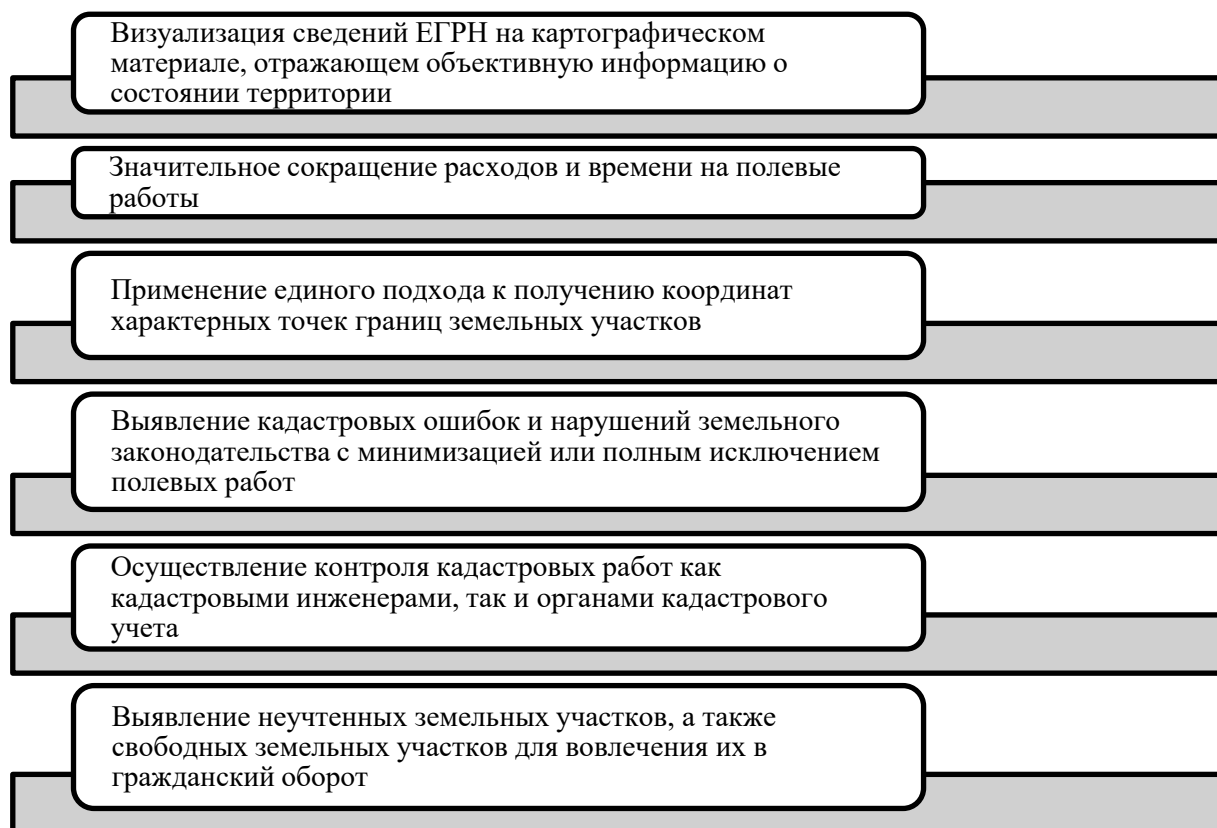 Визуализация сведений ЕГРН на картографическом
материале, отражающем объективную информацию о
состоянии территории
Значительное сокращение расходов и времени на полевые
работы
Применение единого подхода к получению координат
характерных точек границ земельных участков
Выявление кадастровых ошибок и нарушений земельного
законодательства с минимизацией или полным исключением
полевых работ
Осуществление контроля кадастровых работ как
кадастровыми инженерами, так и органами кадастрового
учета
Выявление неучтенных земельных участков, а также
свободных земельных участков для вовлечения их в
гражданский оборот